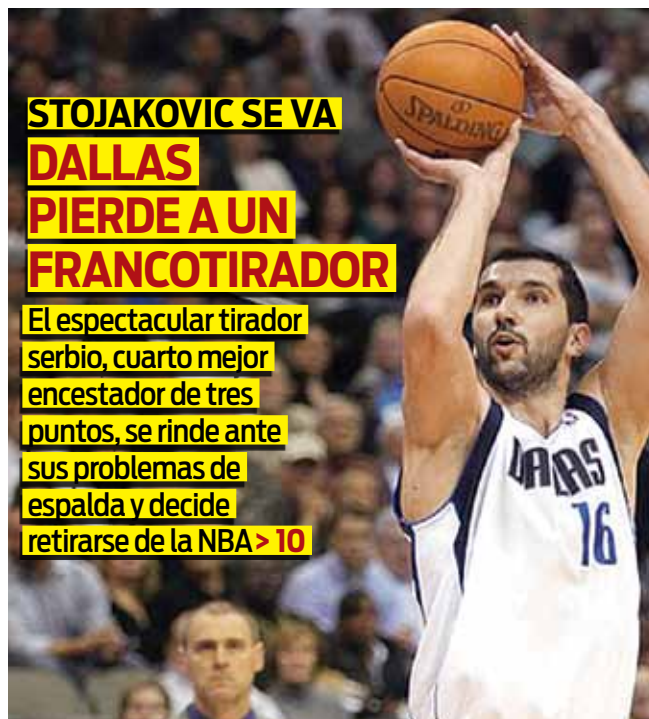 SPALDING
STOJAKOVIC SE VA
DALLAS
PIERDE A UN
FRANCOTIRADOR
El espectacular tirador
serbio, cuarto mejor
encestador de tres
puntos, se rinde ante
sus problemas de
espalda y decide
retirarse de la NBA > 10
DALLAS
16